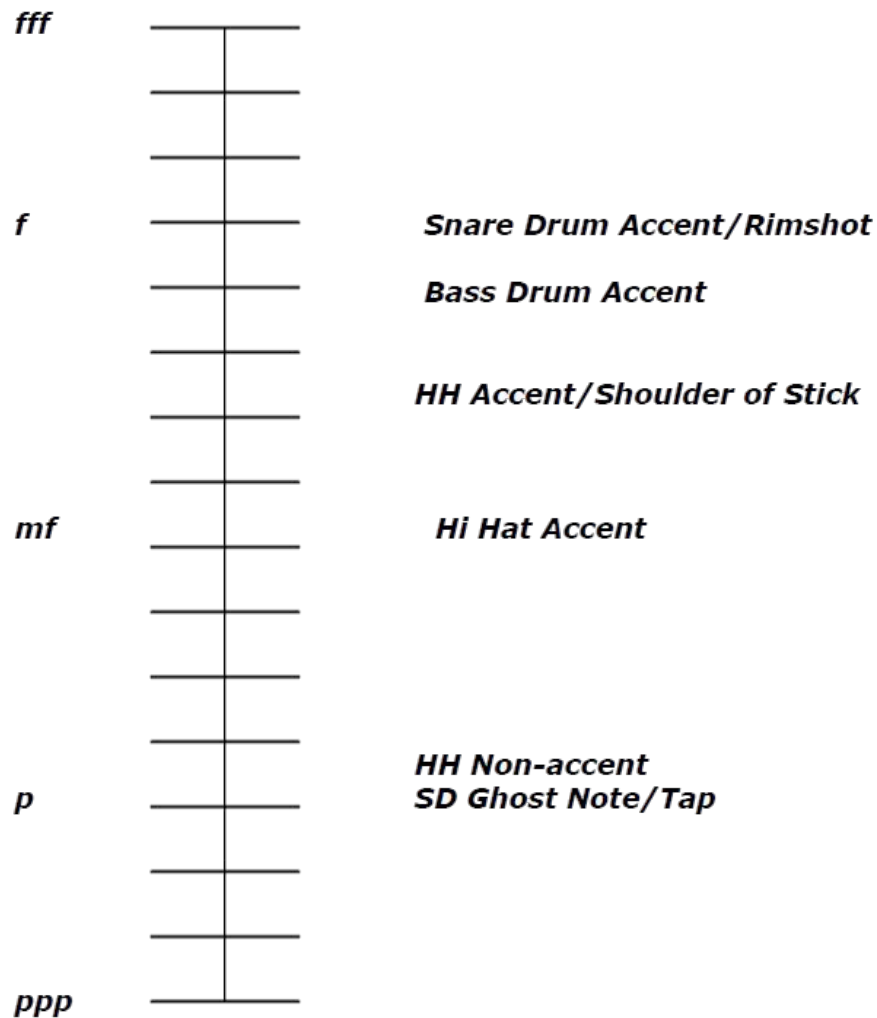 fff
f
Snare Drum Accent/Rimshot
Bass Drum Accent
HH Accent/Shoulder of Stick
mf
Hi Hat Accent
HH Non-accent
p
SD Ghost Note/Tap
ppp